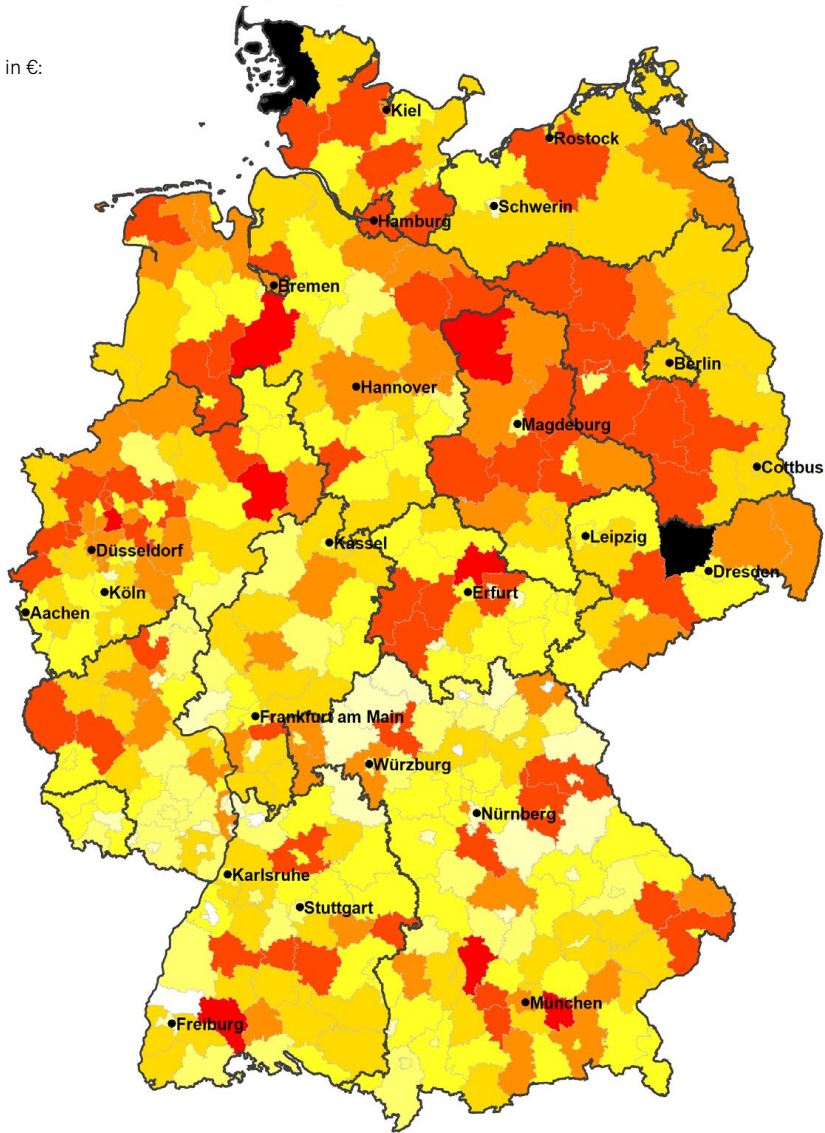 in €:
Kiel
Rostock
Schwerin
Hamburg
Bremen
Berlin
Hannover
Magdeburg
Cottbus
Leipzig
Kassel
Düsseldorf
Dresden
Köln
Erfurt
Aachen
Frankfurt am Main
Würzburg
Nürnberg
Karlsruhe
Stuttgart
München
Freiburg